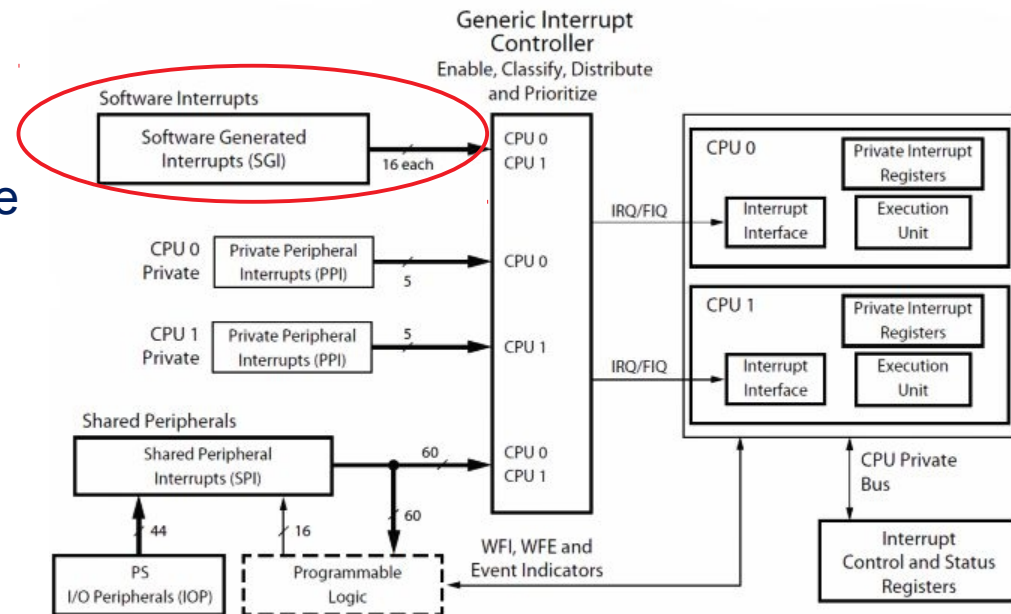 Generic Interrupt
Controller
Enable, Classify, Distribute
and Prioritize
Software Interrupts
Software Generated
Interrupts (SGI)
16 each
CPU 0
CPU 1
e
CPU 0
Private
Private Peripheral
Interrupts (PPI)
5
CPU 0
CPU 1
Private
Private Peripheral
Interrupts (PPI)
5
CPU 1
Shared Peripherals
Shared Peripheral
Interrupts (SPI)
60
CPU 0
CPU 1
44
16
60
PS
I/O Peripherals (IOP)
Programmable
Logic
IRQ/FIQ
CPU 0
Private Interrupt
Registers
Interrupt
Interface
Execution
Unit
IRQ/FIQ
CPU 1
Private Interrupt
Registers
Interrupt
Interface
Execution
Unit
WFI, WFE and
Event Indicators
CPU Private
Bus
Interrupt
Control and Status
Registers